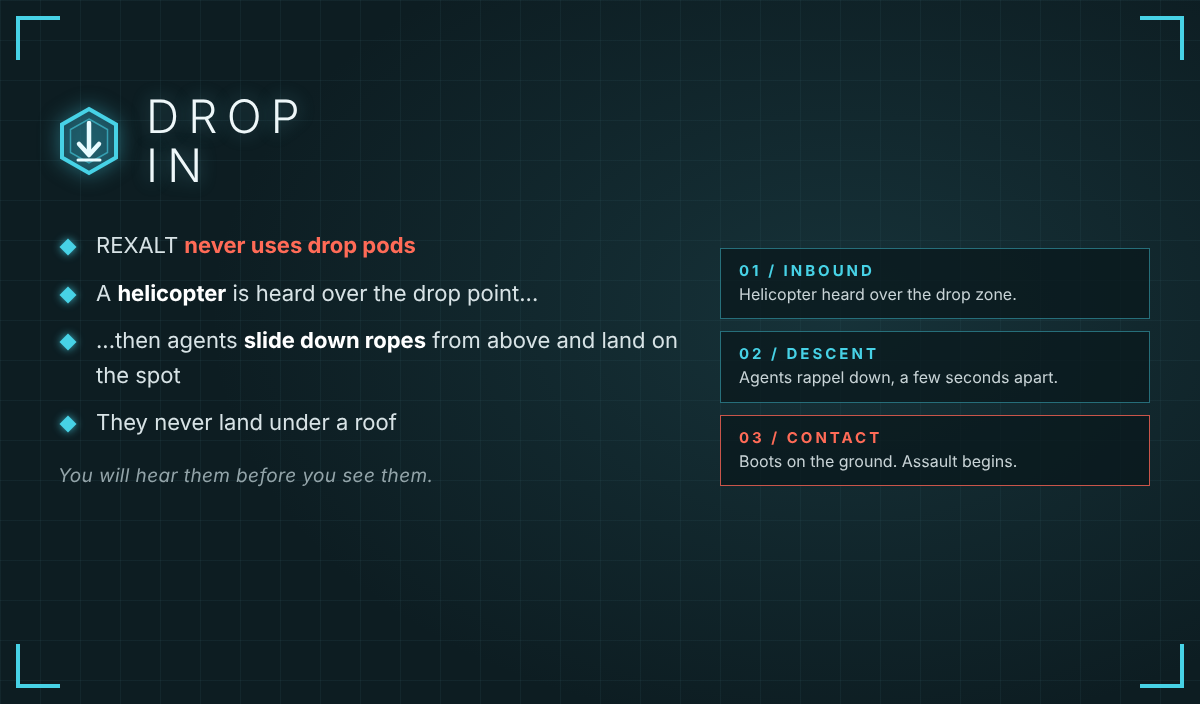 DROP
IN
REXALT never uses drop pods
A helicopter is heard over the drop point...
...then agents slide down ropes from above and land on
the spot
They never land under a roof
You will hear them before you see them.
01 / INBOUND
Helicopter heard over the drop zone.
02 / DESCENT
Agents rappel down, a few seconds apart.
03 / CONTACT
Boots on the ground. Assault begins.